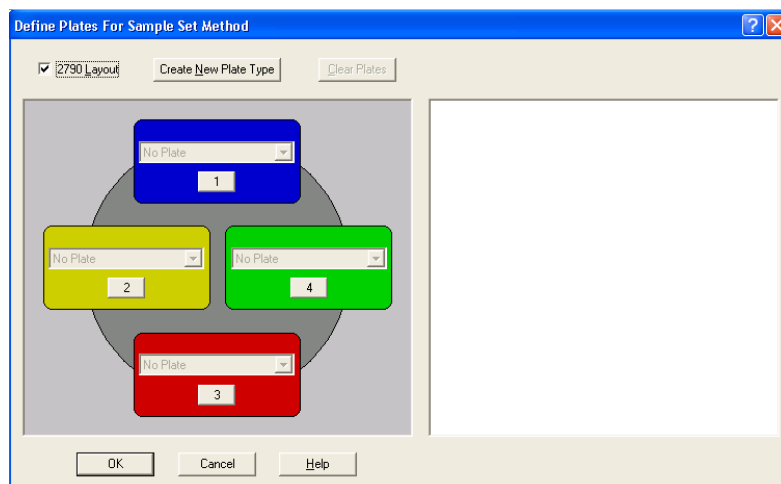 Define Plates For Sample Set Method
2790 Layout
Create New Plate Type
Clear Plates
No Plate
1
No Plate
2
No Plate
4
No Plate
3
OK
Cancel
Help